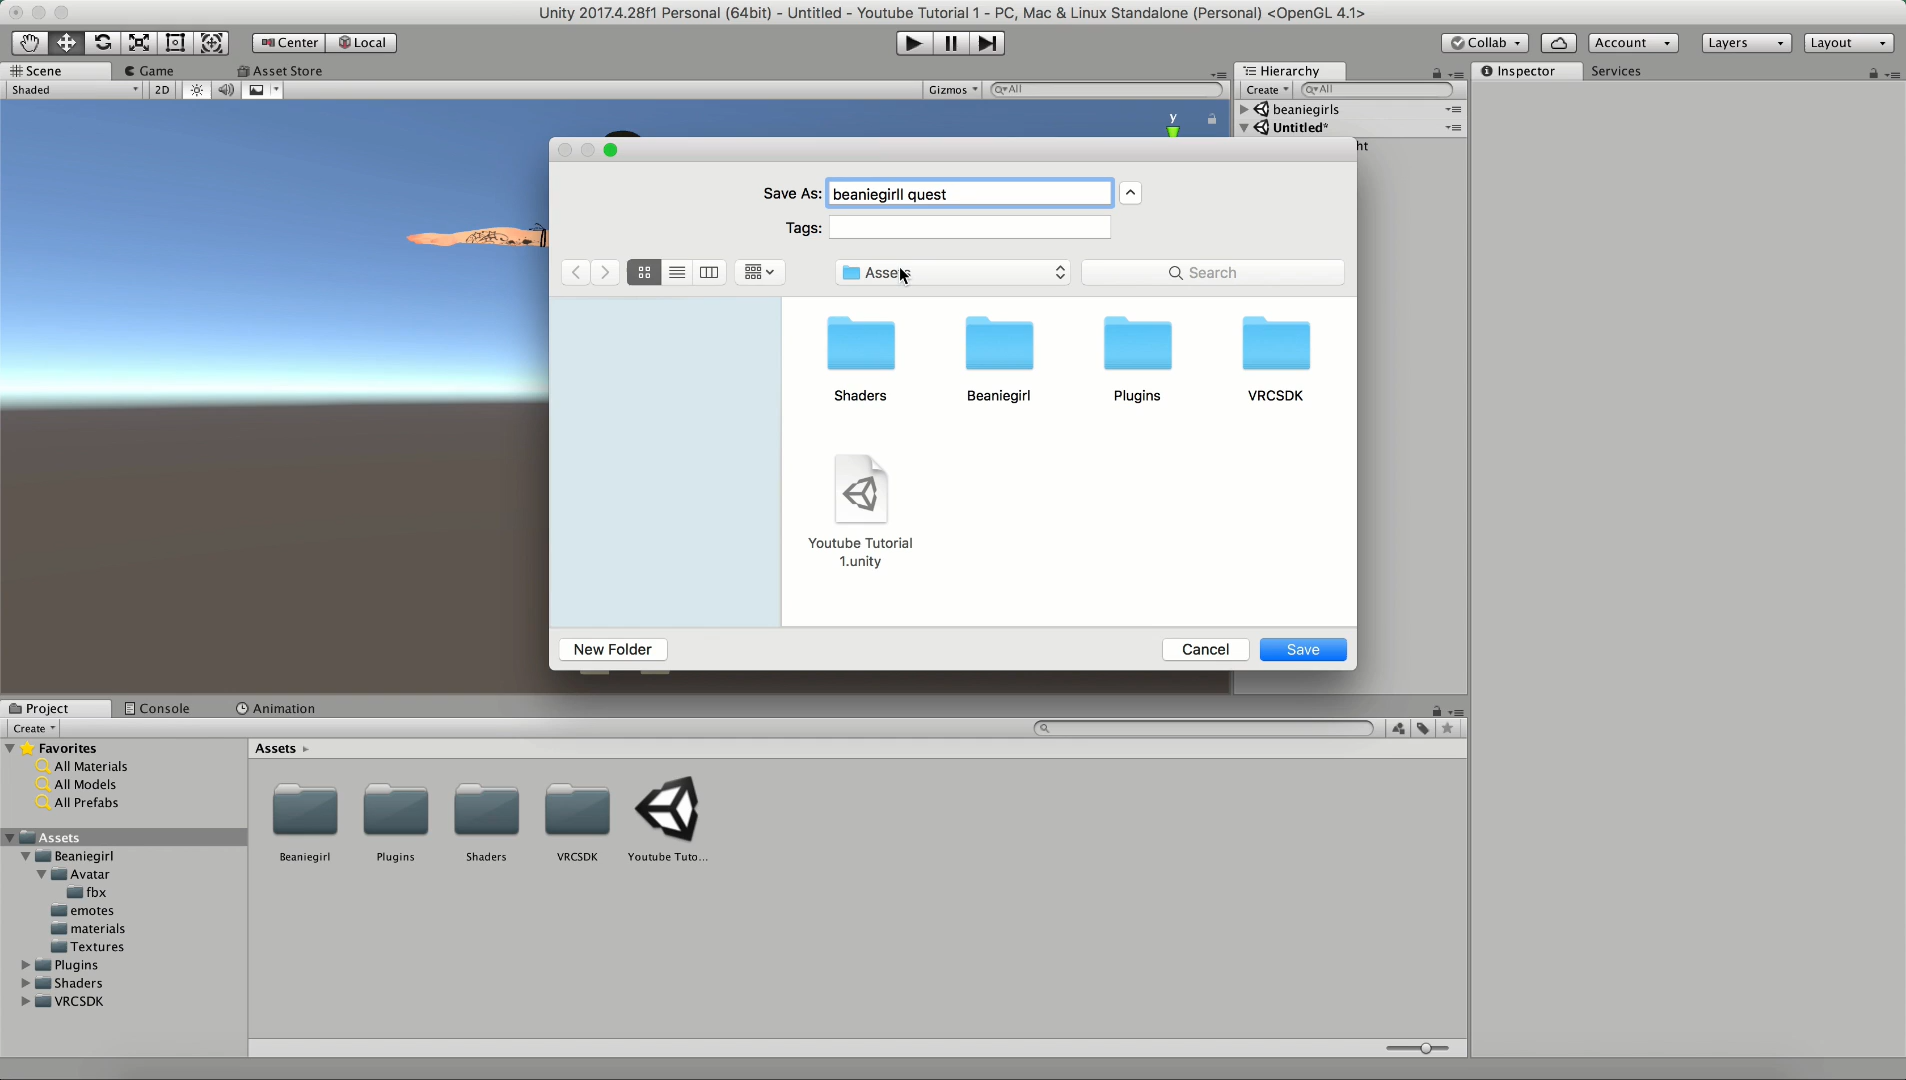 Unity 2017.4.28f1 Personal (64bit) - Untitled - Youtube Tutorial 1 - PC, Mac & Linux Standalone (Personal) <OpenGL 4.1>
Center Local Collab Account Layers Layout
Scene Game Asset Store Hierarchy Inspector Services
Shaded 2D Gizmos All Create All
beaniegirls
Untitled*
ht
y
Save As: beaniegirll quest
Tags:
Assets Search
Shaders Beaniegirl Plugins VRCSDK
Youtube Tutorial
1.unity
New Folder Cancel Save
Project Console Animation
Create
Favorites
All Materials
All Models
All Prefabs
Assets
Beaniegirl
Avatar
fbx
emotes
materials
Textures
Plugins
Shaders
VRCSDK
Assets
Beaniegirl Plugins Shaders VRCSDK Youtube Tuto...